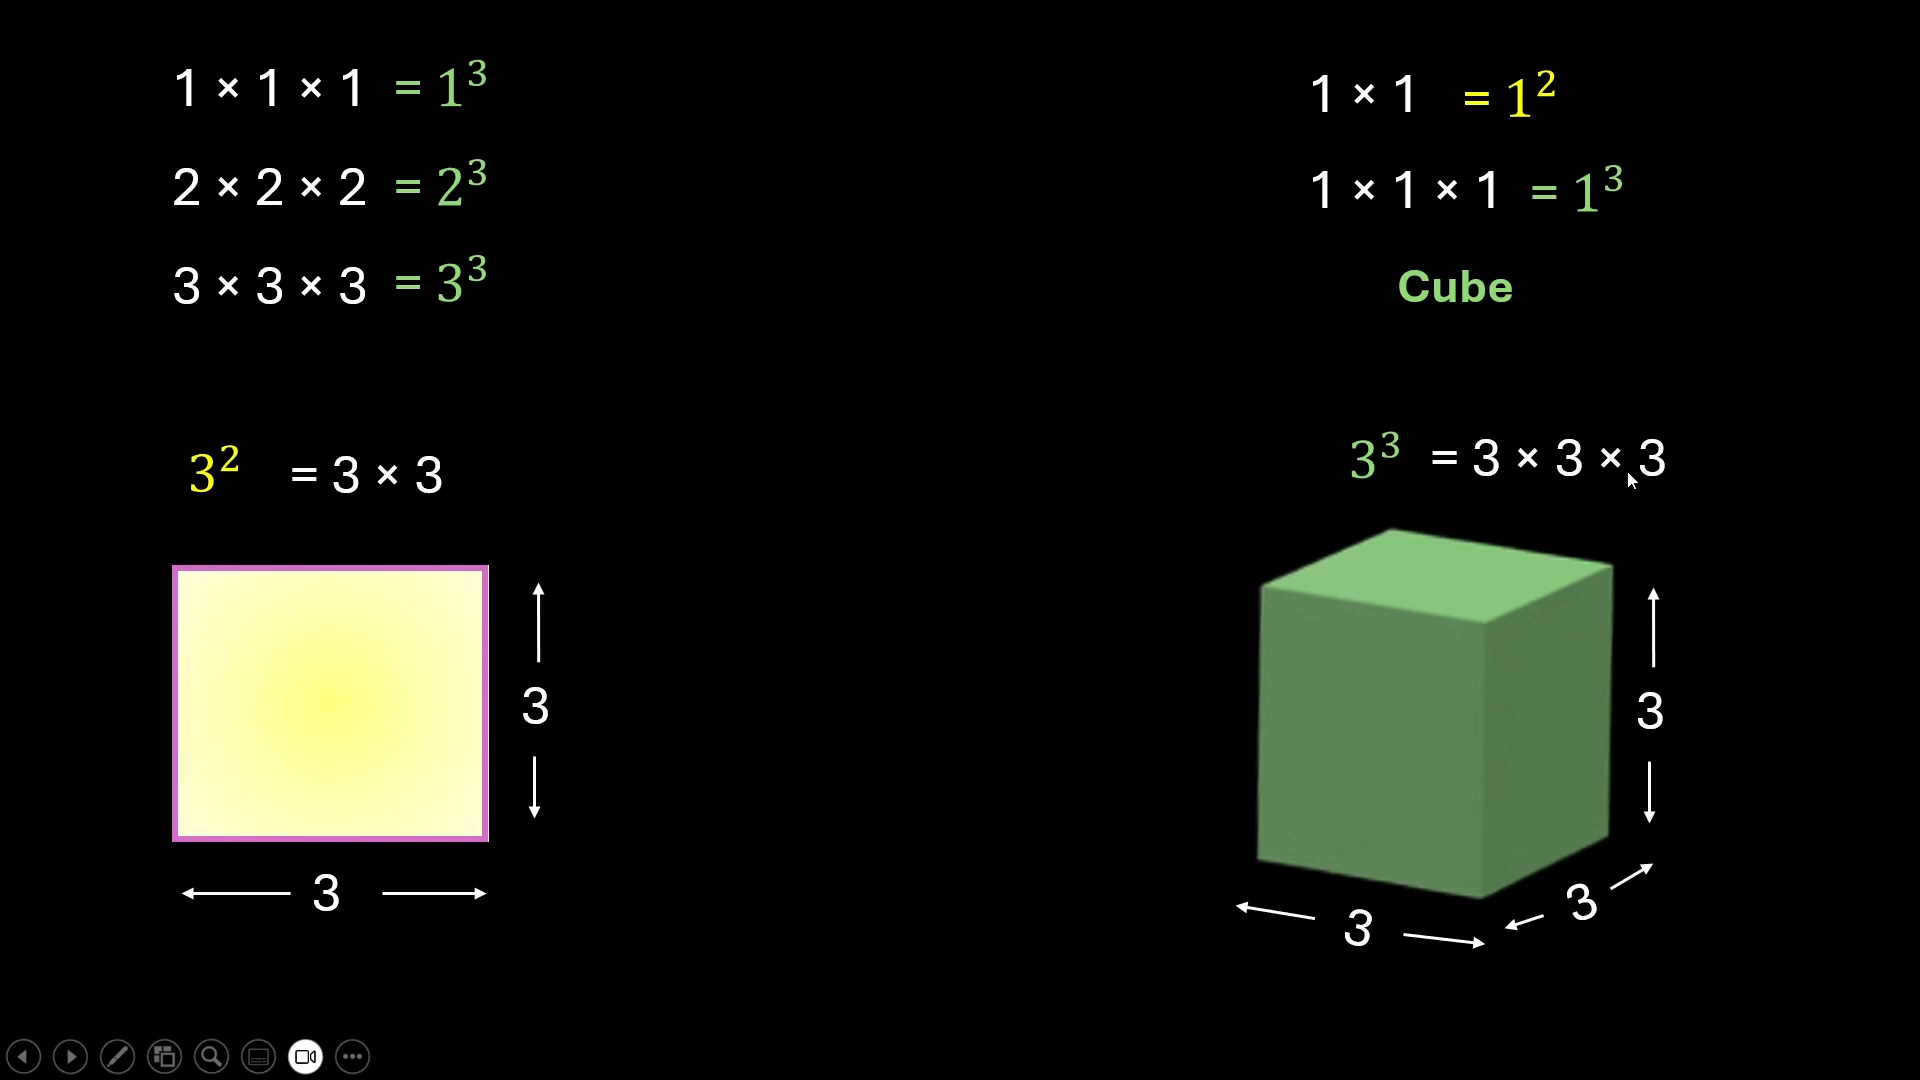 1 × 1 × 1 = 1³
2 × 2 × 2 = 2³
3 × 3 × 3 = 3³
1 × 1 = 1²
1 × 1 × 1 = 1³
Cube
3² = 3 × 3
3
3
3³ = 3 × 3 × 3
3
3
3